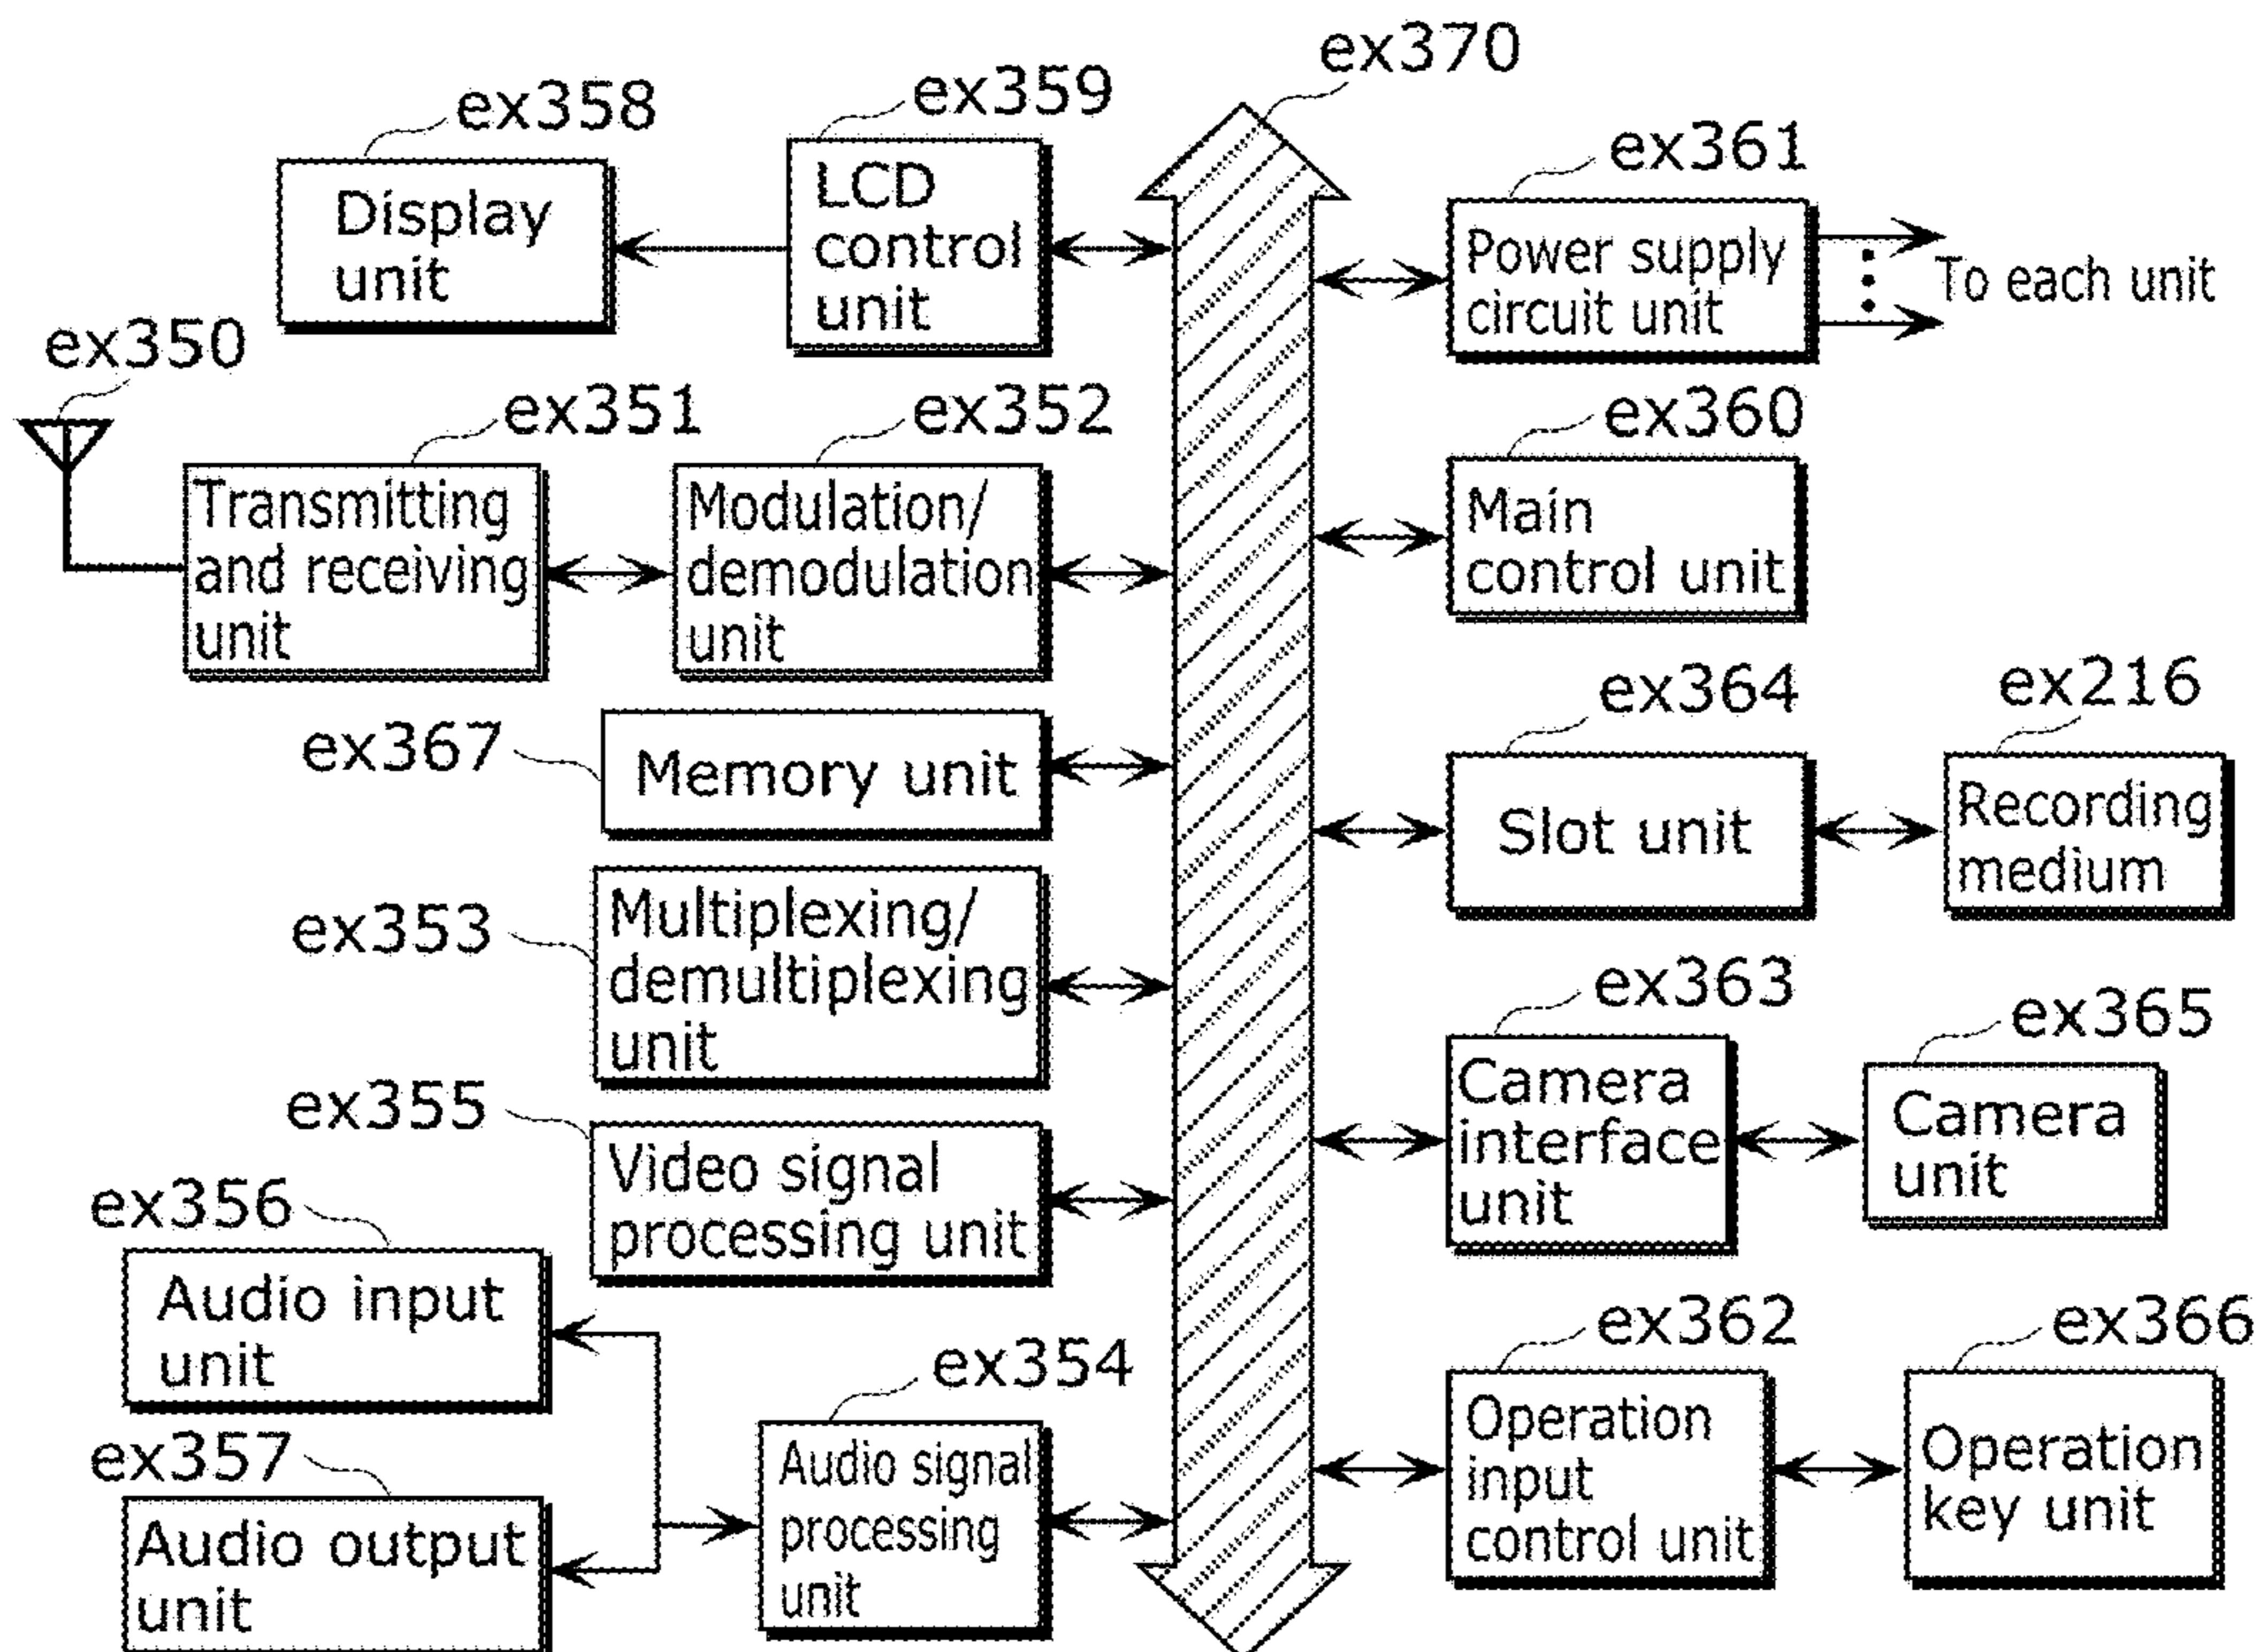 ex370
ex359
ex358
ex361
LCD
control
unit
Display
unit
Power supply
circuit unit
To each unit
ex350
ex351
ex352
ex360
Transmitting
and receiving
unit
Modulation/
demodulation
unit
Main
control unit
ex364
ex216
ex367
Memory unit
Slot unit
Recording
medium
ex353
Multiplexing/
demultiplexing
unit
ex363
ex365
Camera
interface
unit
Camera
unit
ex355
Video signal
processing unit
ex356
Audio input
unit
ex362
ex366
ex354
Operation
input
control unit
Operation
key unit
ex357
Audio output
unit
Audio signal
processing
unit